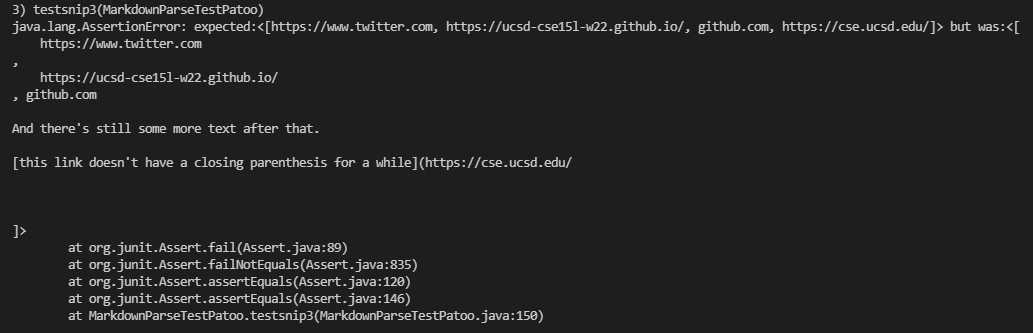 3) testsnip3(MarkdownParseTestPatoo)
java.lang.AssertionError: expected:<[https://www.twitter.com, https://ucsd-cse15l-w22.github.io/, github.com, https://cse.ucsd.edu/]> but was:<[
https://www.twitter.com
,
https://ucsd-cse15l-w22.github.io/
, github.com
And there's still some more text after that.
[this link doesn't have a closing parenthesis for a while](https://cse.ucsd.edu/
]>
at org.junit.Assert.fail(Assert.java:89)
at org.junit.Assert.failNotEquals(Assert.java:835)
at org.junit.Assert.assertEquals(Assert.java:120)
at org.junit.Assert.assertEquals(Assert.java:146)
at MarkdownParseTestPatoo.testsnip3(MarkdownParseTestPatoo.java:150)